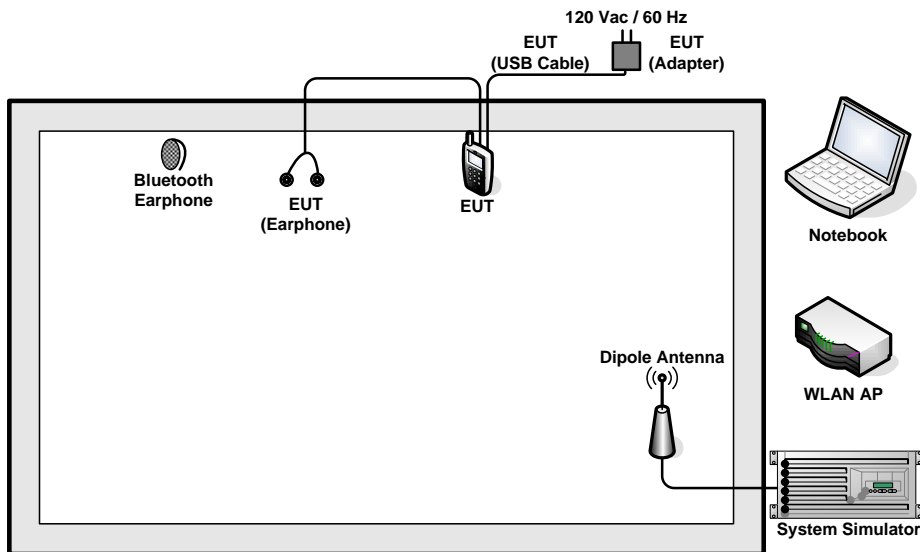 120 Vac / 60 Hz
EUT
(USB Cable)
EUT
(Adapter)
Bluetooth
Earphone
EUT
(Earphone)
EUT
Notebook
Dipole Antenna
WLAN AP
System Simulator